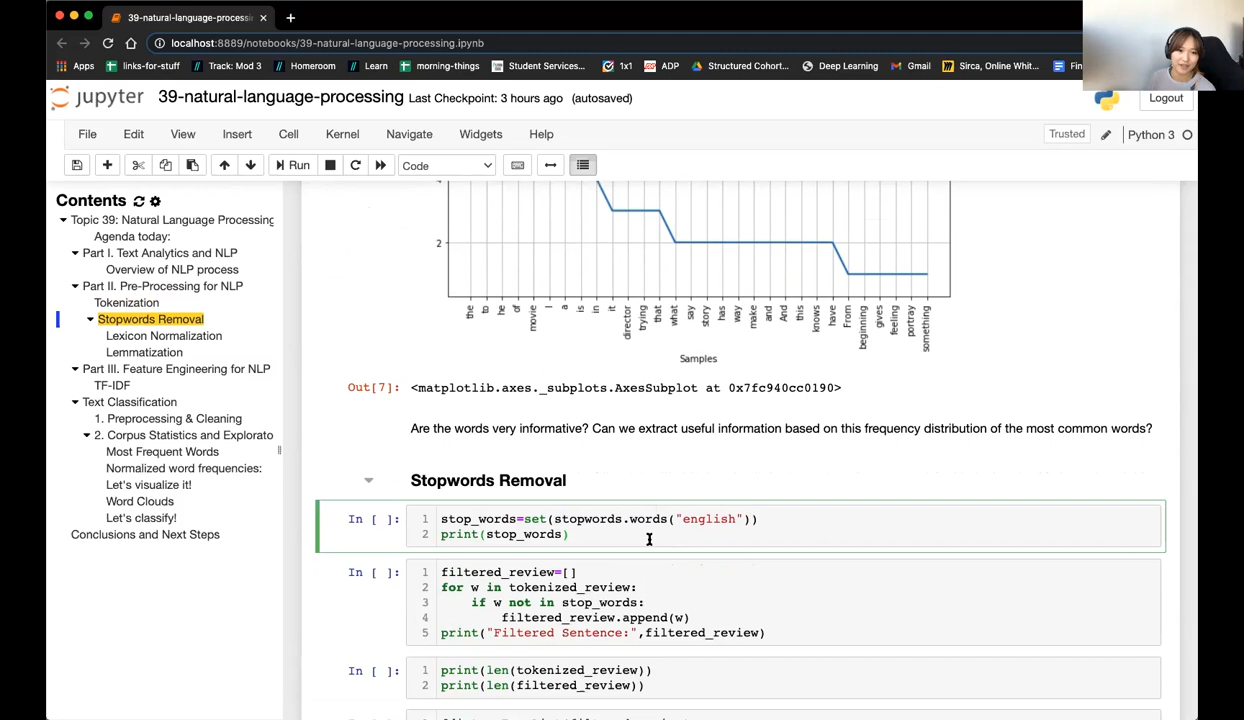 39-natural-language-processi
localhost:8889/notebooks/39-natural-language-processing.ipynb
Apps links-for-stuff Track: Mod 3 Homeroom Learn morning-things Student Services... 1x1 ADP Structured Cohort... Deep Learning Gmail Sirca, Online Whit... Fin
jupyter 39-natural-language-processing Last Checkpoint: 3 hours ago (autosaved) Logout
File Edit View Insert Cell Kernel Navigate Widgets Help Trusted Python 3
Run Code
Contents
Topic 39: Natural Language Processing
Agenda today:
Part I. Text Analytics and NLP
Overview of NLP process
Part II. Pre-Processing for NLP
Tokenization
Stopwords Removal
Lexicon Normalization
Lemmatization
Part III. Feature Engineering for NLP
TF-IDF
Text Classification
1. Preprocessing & Cleaning
2. Corpus Statistics and Explorato
Most Frequent Words
Normalized word frequencies:
Let's visualize it!
Word Clouds
Let's classify!
Conclusions and Next Steps
2
the to he of movie I a is in it director trying that what say story has way make and And this knows have From beginning gives feeling portray something
Samples
Out[7]: <matplotlib.axes._subplots.AxesSubplot at 0x7fc940cc0190>
Are the words very informative? Can we extract useful information based on this frequency distribution of the most common words?
Stopwords Removal
In [ ]: 1 stop_words=set(stopwords.words("english"))
2 print(stop_words)
In [ ]: 1 filtered_review=[]
2 for w in tokenized_review:
3 if w not in stop_words:
4 filtered_review.append(w)
5 print("Filtered Sentence:",filtered_review)
In [ ]: 1 print(len(tokenized_review))
2 print(len(filtered_review))